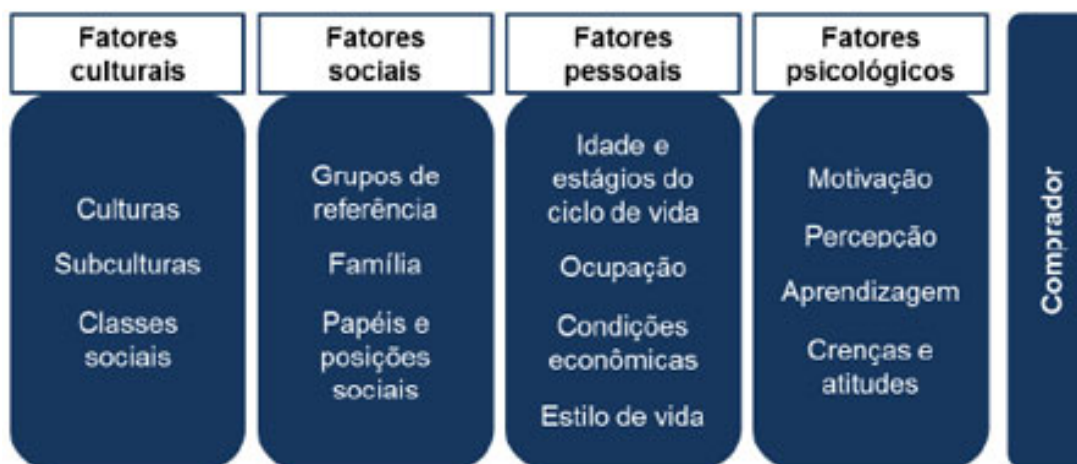 Fatores
culturais
Culturas
Subculturas
Classes
sociais
Fatores
sociais
Grupos de
referência
Família
Papéis e
posições
sociais
Fatores
pessoais
Idade e
estágios do
ciclo de vida
Ocupação
Condições
econômicas
Estilo de vida
Fatores
psicológicos
Motivação
Percepção
Aprendizagem
Crenças e
atitudes
Comprador